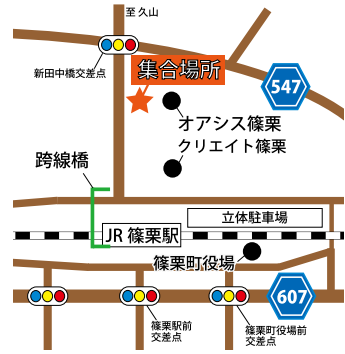 至 久山
新田中橋交差点
集合場所
547
オアシス篠栗
クリエイト篠栗
跨線橋
立体駐車場
JR 篠栗駅
篠栗町役場
607
篠栗駅前
交差点
篠栗町役場前
交差点